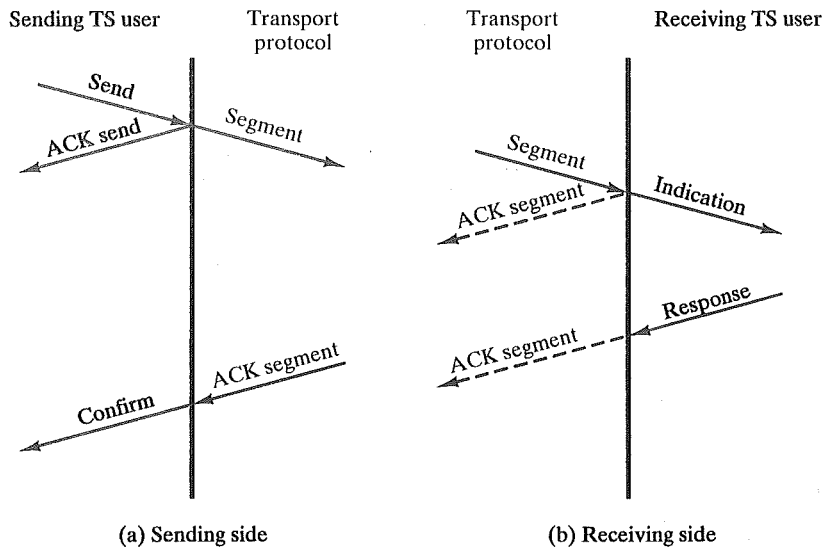 Sending TS user
Transport
protocol
Send
ACK send
Segment
ACK segment
Confirm
(a) Sending side
Transport
protocol
Receiving TS user
Segment
ACK segment
Indication
Response
ACK segment
(b) Receiving side